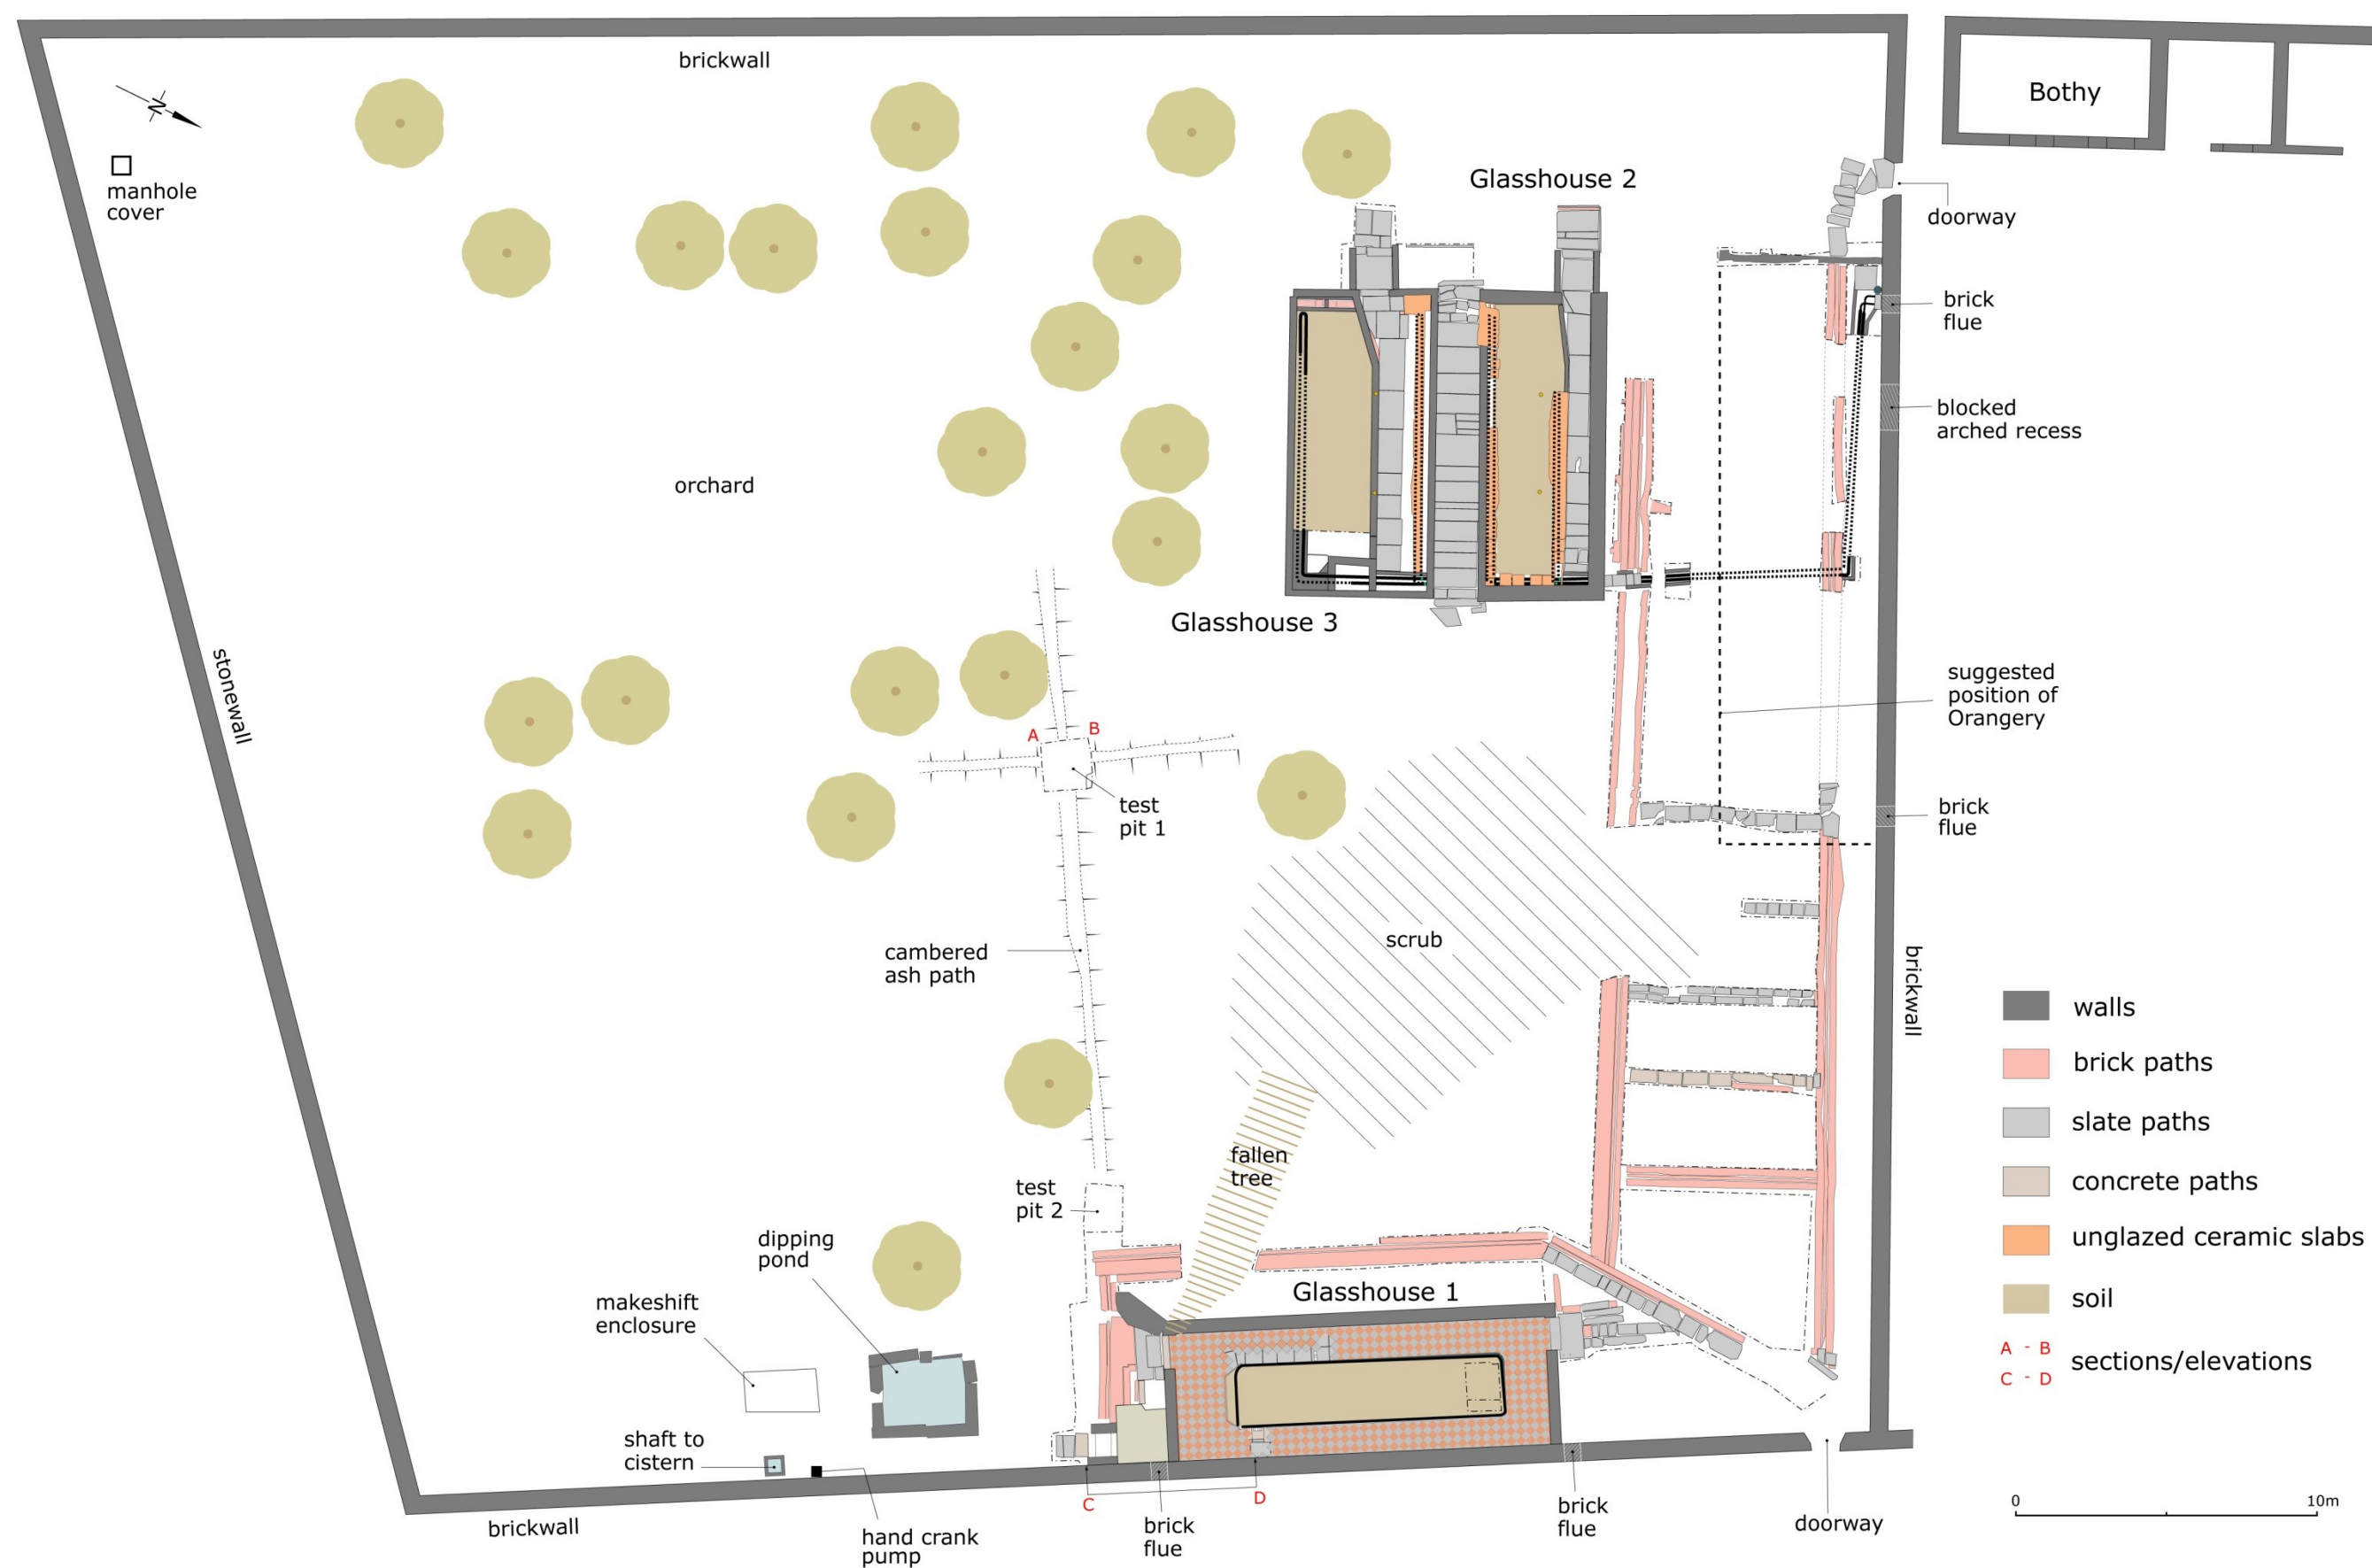 brickwall
Bothy
N
manhole
cover
Glasshouse 2
doorway
brick
flue
blocked
arched recess
orchard
Glasshouse 3
stonewall
suggested
position of
Orangery
A
B
test
pit 1
brick
flue
scrub
cambered
ash path
brickwall
walls
brick paths
slate paths
concrete paths
unglazed ceramic slabs
soil
A - B
C - D
sections/elevations
fallen
tree
test
pit 2
dipping
pond
makeshift
enclosure
Glasshouse 1
shaft to
cistern
C
D
brickwall
hand crank
pump
brick
flue
brick
flue
doorway
0
10m